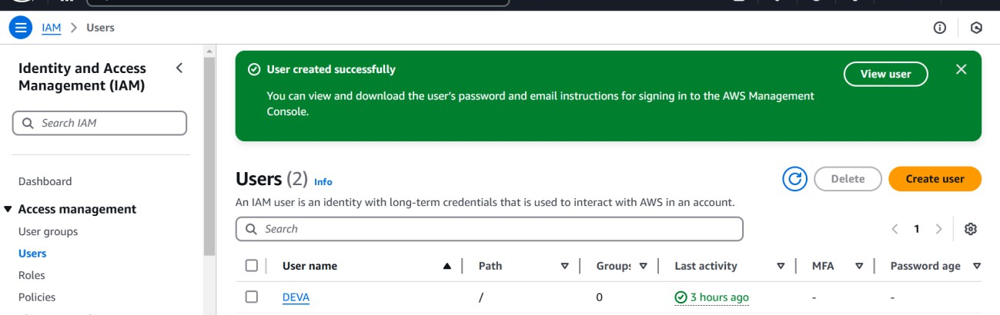 IAM > Users
Identity and Access
Management (IAM)
Search IAM
Dashboard
Access management
User groups
Users
Roles
Policies
User created successfully
View user
You can view and download the user's password and email instructions for signing in to the AWS Management
Console.
Users (2) Info
Delete
Create user
An IAM user is an identity with long-term credentials that is used to interact with AWS in an account.
Search
1
User name Path Groups Last activity MFA Password age
DEVA / 0 3 hours ago - -